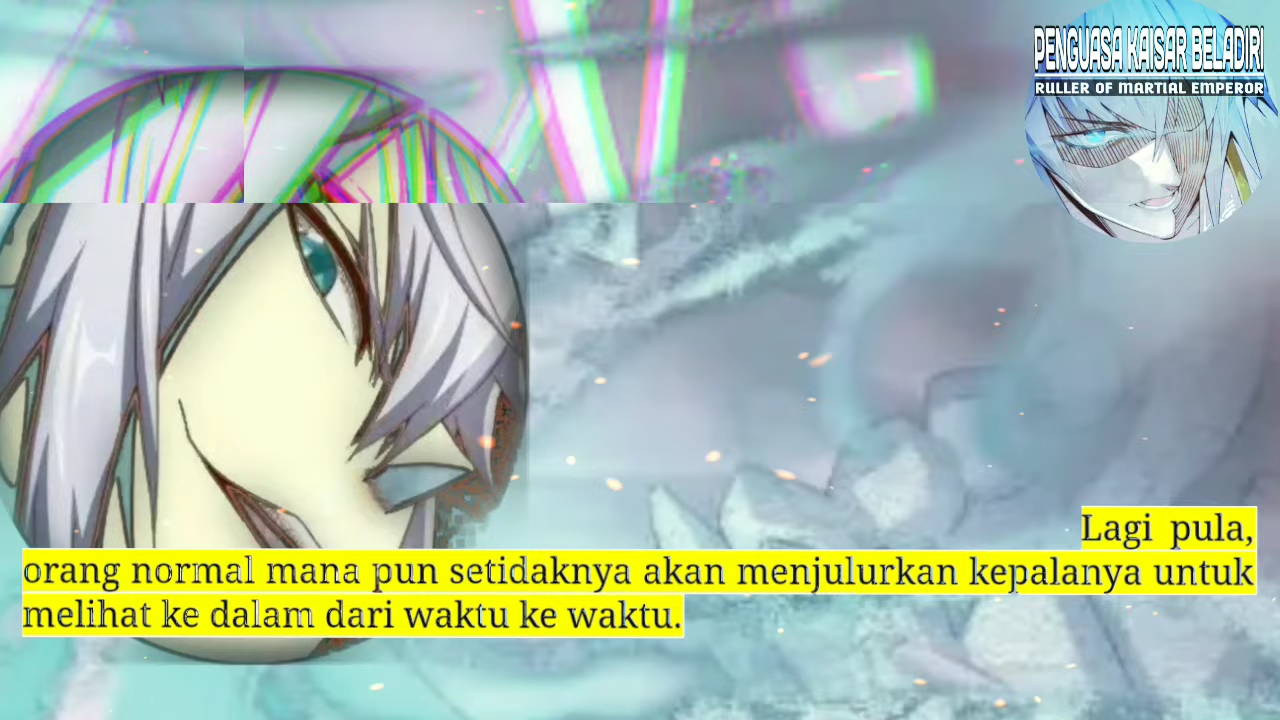 PENGUASA KAISAR BELADIRI
RULLER OF MARTIAL EMPEROR
Lagi pula,
orang normal mana pun setidaknya akan menjulurkan kepalanya untuk
melihat ke dalam dari waktu ke waktu.